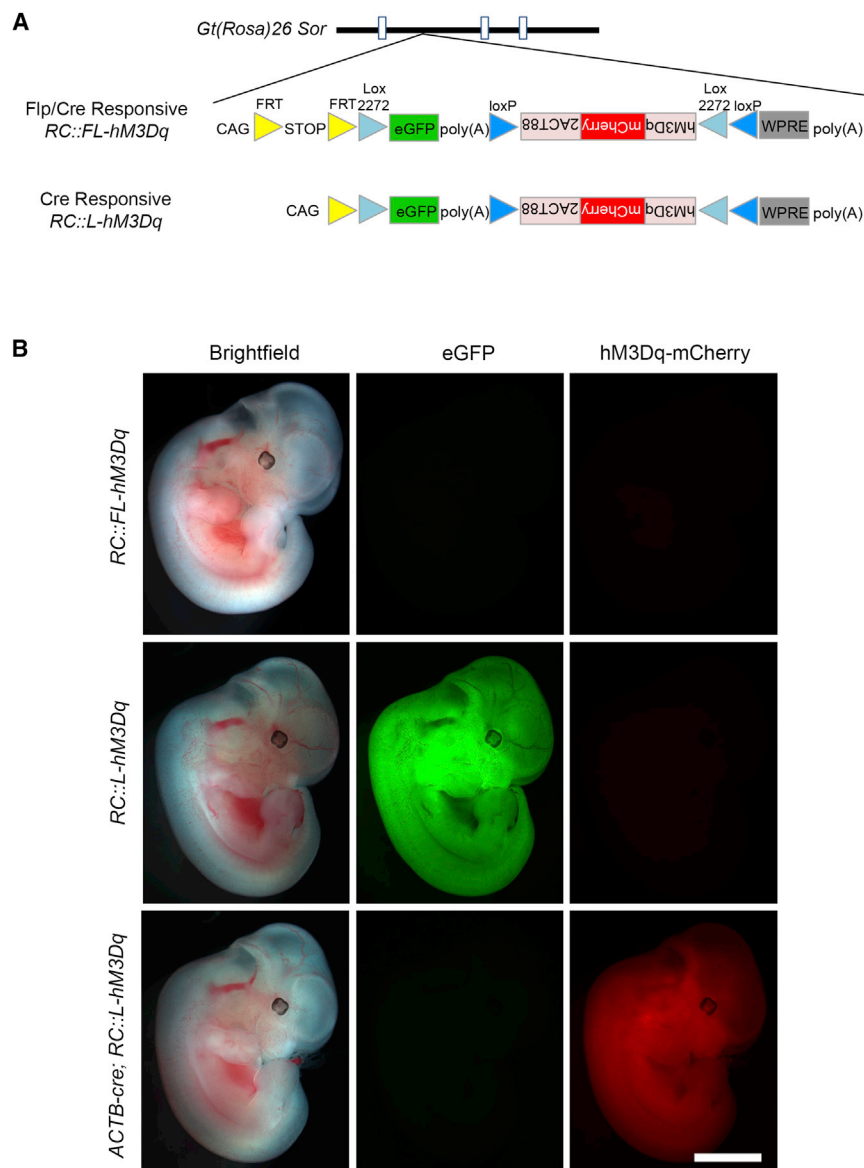 A
Gt(Rosa)26 Sor
Flp/Cre Responsive
RC::FL-hM3Dq
CAG FRT STOP FRT Lox 2272 eGFP poly(A) loxP 2ACT88 mCherry hM3Dq Lox 2272 loxP WPRE poly(A)
Cre Responsive
RC::L-hM3Dq
CAG eGFP poly(A) 2ACT88 mCherry hM3Dq WPRE poly(A)
B
Brightfield eGFP hM3Dq-mCherry
RC::FL-hM3Dq
RC::L-hM3Dq
ACTB-cre; RC::L-hM3Dq